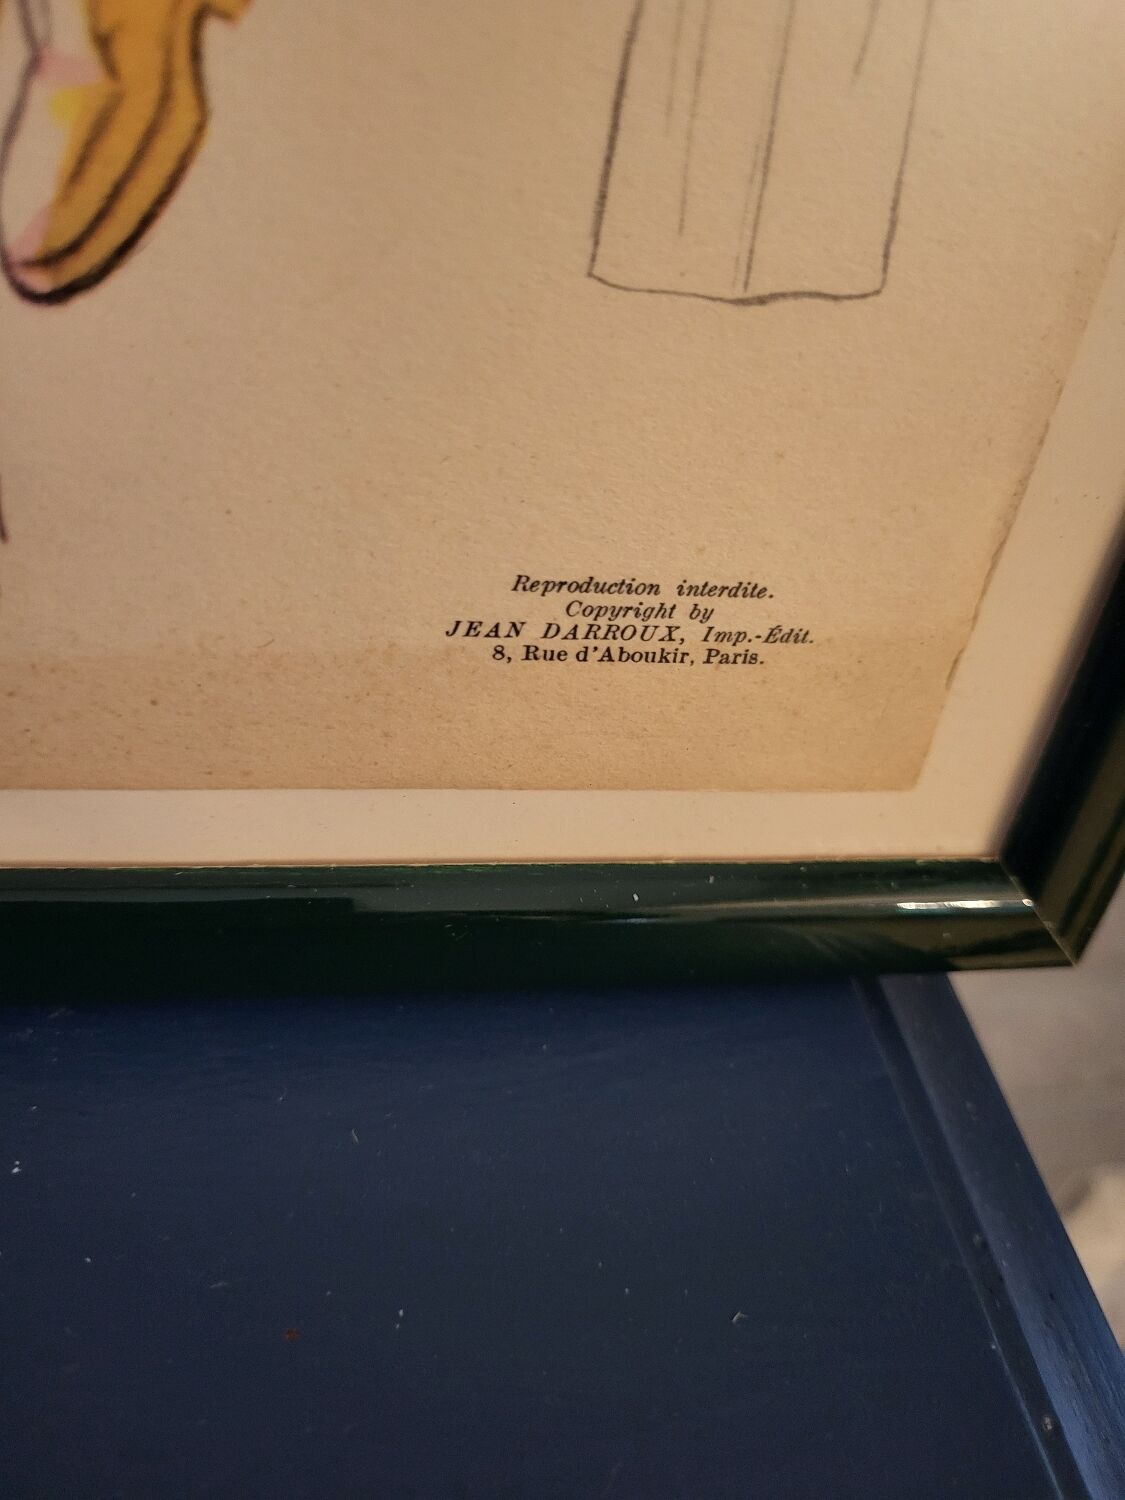 Reproduction interdite.
Copyright by
JEAN DARROUX, Imp.-Édit.
8, Rue d'Aboukir, Paris.